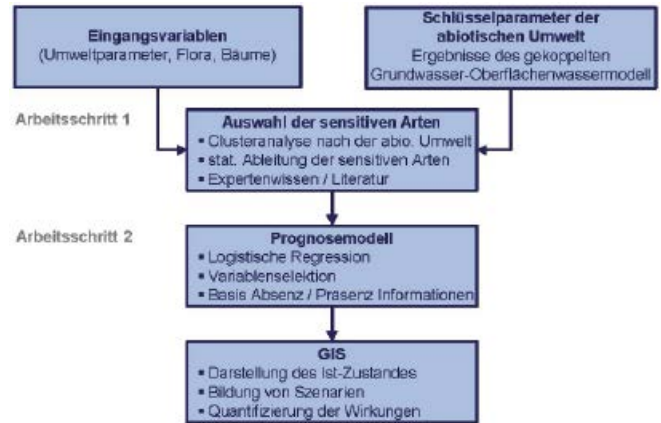 Eingangsvariablen
(Umweltparameter, Flora, Bäume)
Schlüsselparameter der
abiotischen Umwelt
Ergebnisse des gekoppelten
Grundwasser-Oberflächenwassermodell
Arbeitsschritt 1
Auswahl der sensitiven Arten
▪ Clusteranalyse nach der abio. Umwelt
▪ stat. Ableitung der sensitiven Arten
▪ Expertenwissen / Literatur
Arbeitsschritt 2
Prognosemodell
▪ Logistische Regression
▪ Variablenselektion
▪ Basis Absenz / Präsenz Informationen
GIS
▪ Darstellung des Ist-Zustandes
▪ Bildung von Szenarien
▪ Quantifizierung der Wirkungen